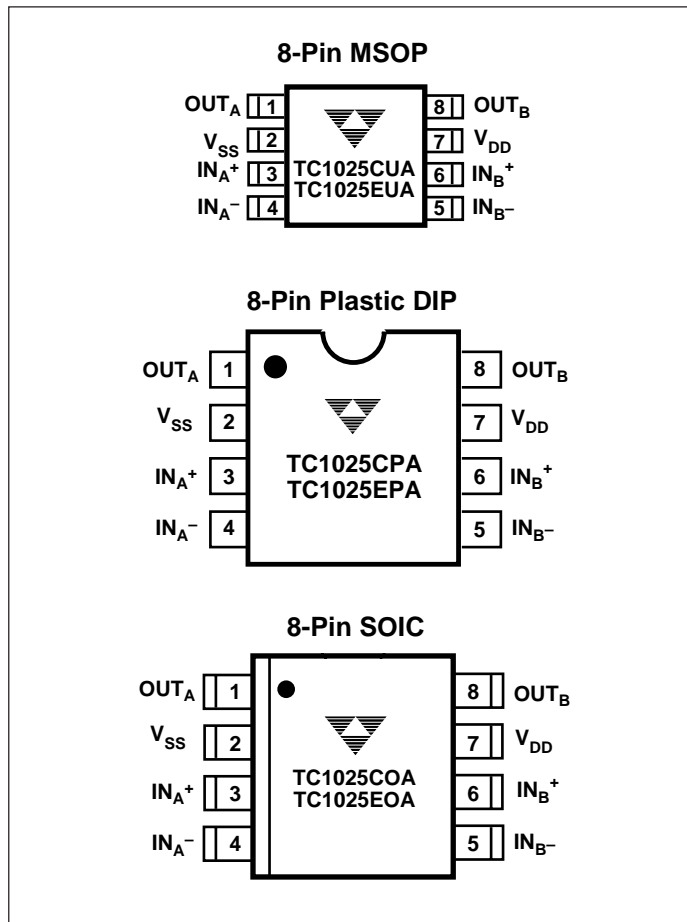 8-Pin MSOP
OUTA 1 8 OUTB
VSS 2 7 VDD
INA+ 3 TC1025CUA 6 INB+
TC1025EUA
INA– 4 5 INB–
8-Pin Plastic DIP
OUTA 1 8 OUTB
VSS 2 7 VDD
TC1025CPA
INA+ 3 6 INB+
TC1025EPA
INA– 4 5 INB–
8-Pin SOIC
OUTA 1 8 OUTB
VSS 2 7 VDD
TC1025COA
INA+ 3 6 INB+
TC1025EOA
INA– 4 5 INB–